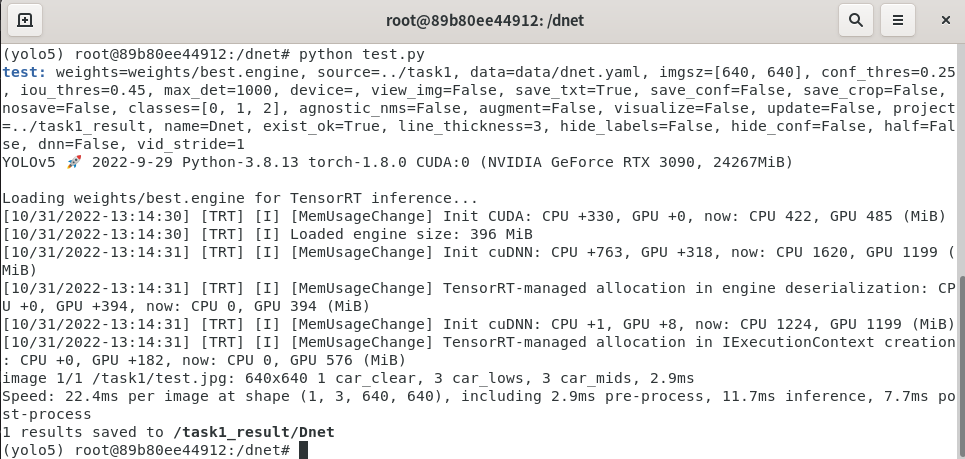 root@89b80ee44912: /dnet
(yolo5) root@89b80ee44912:/dnet# python test.py
test: weights=weights/best.engine, source=../task1, data=data/dnet.yaml, imgsz=[640, 640], conf_thres=0.25
, iou_thres=0.45, max_det=1000, device=, view_img=False, save_txt=True, save_conf=False, save_crop=False,
nosave=False, classes=[0, 1, 2], agnostic_nms=False, augment=False, visualize=False, update=False, project
=../task1_result, name=Dnet, exist_ok=True, line_thickness=3, hide_labels=False, hide_conf=False, half=Fal
se, dnn=False, vid_stride=1
YOLOv5 🚀 2022-9-29 Python-3.8.13 torch-1.8.0 CUDA:0 (NVIDIA GeForce RTX 3090, 24267MiB)
Loading weights/best.engine for TensorRT inference...
[10/31/2022-13:14:30] [TRT] [I] [MemUsageChange] Init CUDA: CPU +330, GPU +0, now: CPU 422, GPU 485 (MiB)
[10/31/2022-13:14:30] [TRT] [I] Loaded engine size: 396 MiB
[10/31/2022-13:14:31] [TRT] [I] [MemUsageChange] Init cuDNN: CPU +763, GPU +318, now: CPU 1620, GPU 1199 (
MiB)
[10/31/2022-13:14:31] [TRT] [I] [MemUsageChange] TensorRT-managed allocation in engine deserialization: CP
U +0, GPU +394, now: CPU 0, GPU 394 (MiB)
[10/31/2022-13:14:31] [TRT] [I] [MemUsageChange] Init cuDNN: CPU +1, GPU +8, now: CPU 1224, GPU 1199 (MiB)
[10/31/2022-13:14:31] [TRT] [I] [MemUsageChange] TensorRT-managed allocation in IExecutionContext creation
: CPU +0, GPU +182, now: CPU 0, GPU 576 (MiB)
image 1/1 /task1/test.jpg: 640x640 1 car_clear, 3 car_lows, 3 car_mids, 2.9ms
Speed: 22.4ms per image at shape (1, 3, 640, 640), including 2.9ms pre-process, 11.7ms inference, 7.7ms po
st-process
1 results saved to /task1_result/Dnet
(yolo5) root@89b80ee44912:/dnet#